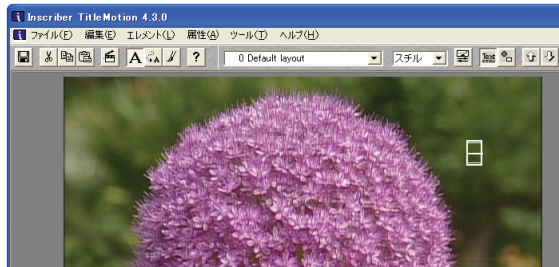 Inscriber TitleMotion 4.3.0
ファイル(F) 編集(E) エレメント(L) 属性(A) ツール(T) ヘルプ(H)
A A ? 0 Default layout スチル Text